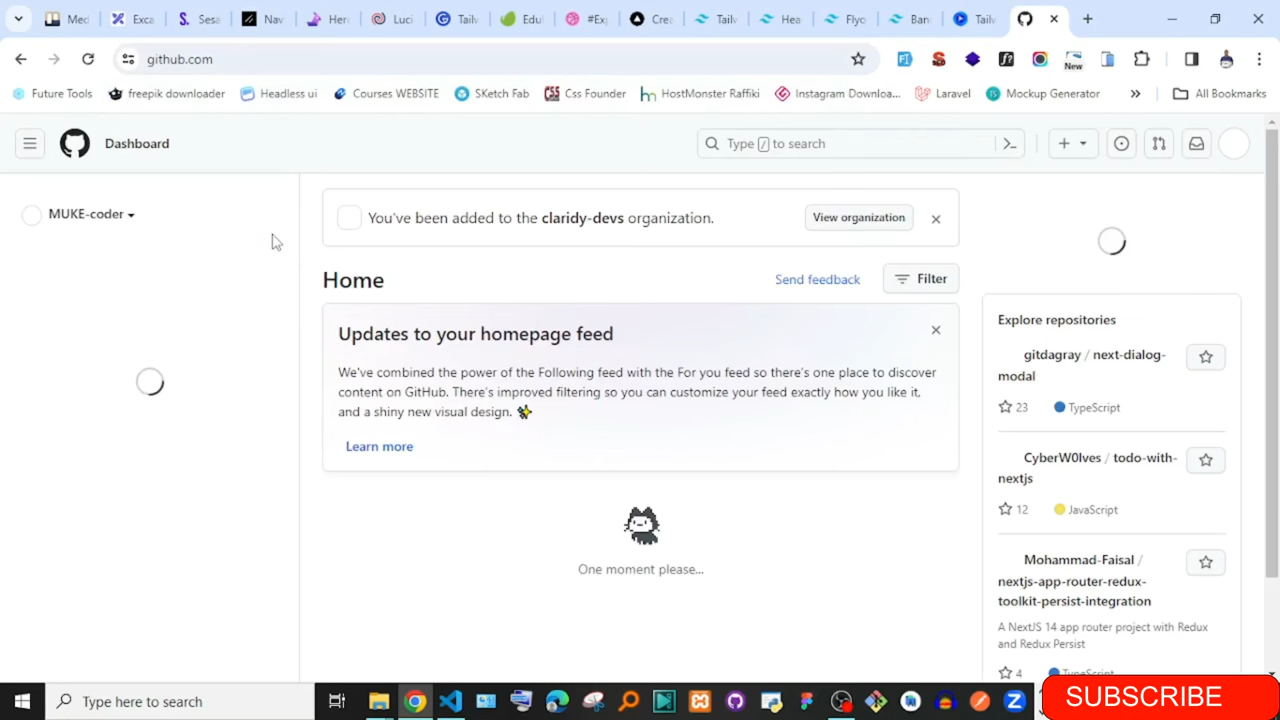 Med
Exca
Sesa
Nav
Her
Luci
Tailv
Edu
#Ex
Crea
Tailv
Hea
Flyo
Ban
Tailv
github.com
New
Future Tools
freepik downloader
Headless ui
Courses WEBSITE
SKetch Fab
Css Founder
HostMonster Raffiki
Instagram Downloa...
Laravel
Mockup Generator
All Bookmarks
Dashboard
Type / to search
MUKE-coder
You've been added to the claridy-devs organization.
View organization
Home
Send feedback
Filter
Updates to your homepage feed
We've combined the power of the Following feed with the For you feed so there's one place to discover
content on GitHub. There's improved filtering so you can customize your feed exactly how you like it,
and a shiny new visual design. ✨
Learn more
One moment please...
Explore repositories
gitdagray / next-dialog-
modal
23 TypeScript
CyberW0lves / todo-with-
nextjs
12 JavaScript
Mohammad-Faisal /
nextjs-app-router-redux-
toolkit-persist-integration
A NextJS 14 app router project with Redux
and Redux Persist
4 TypeScript
Type here to search
SUBSCRIBE